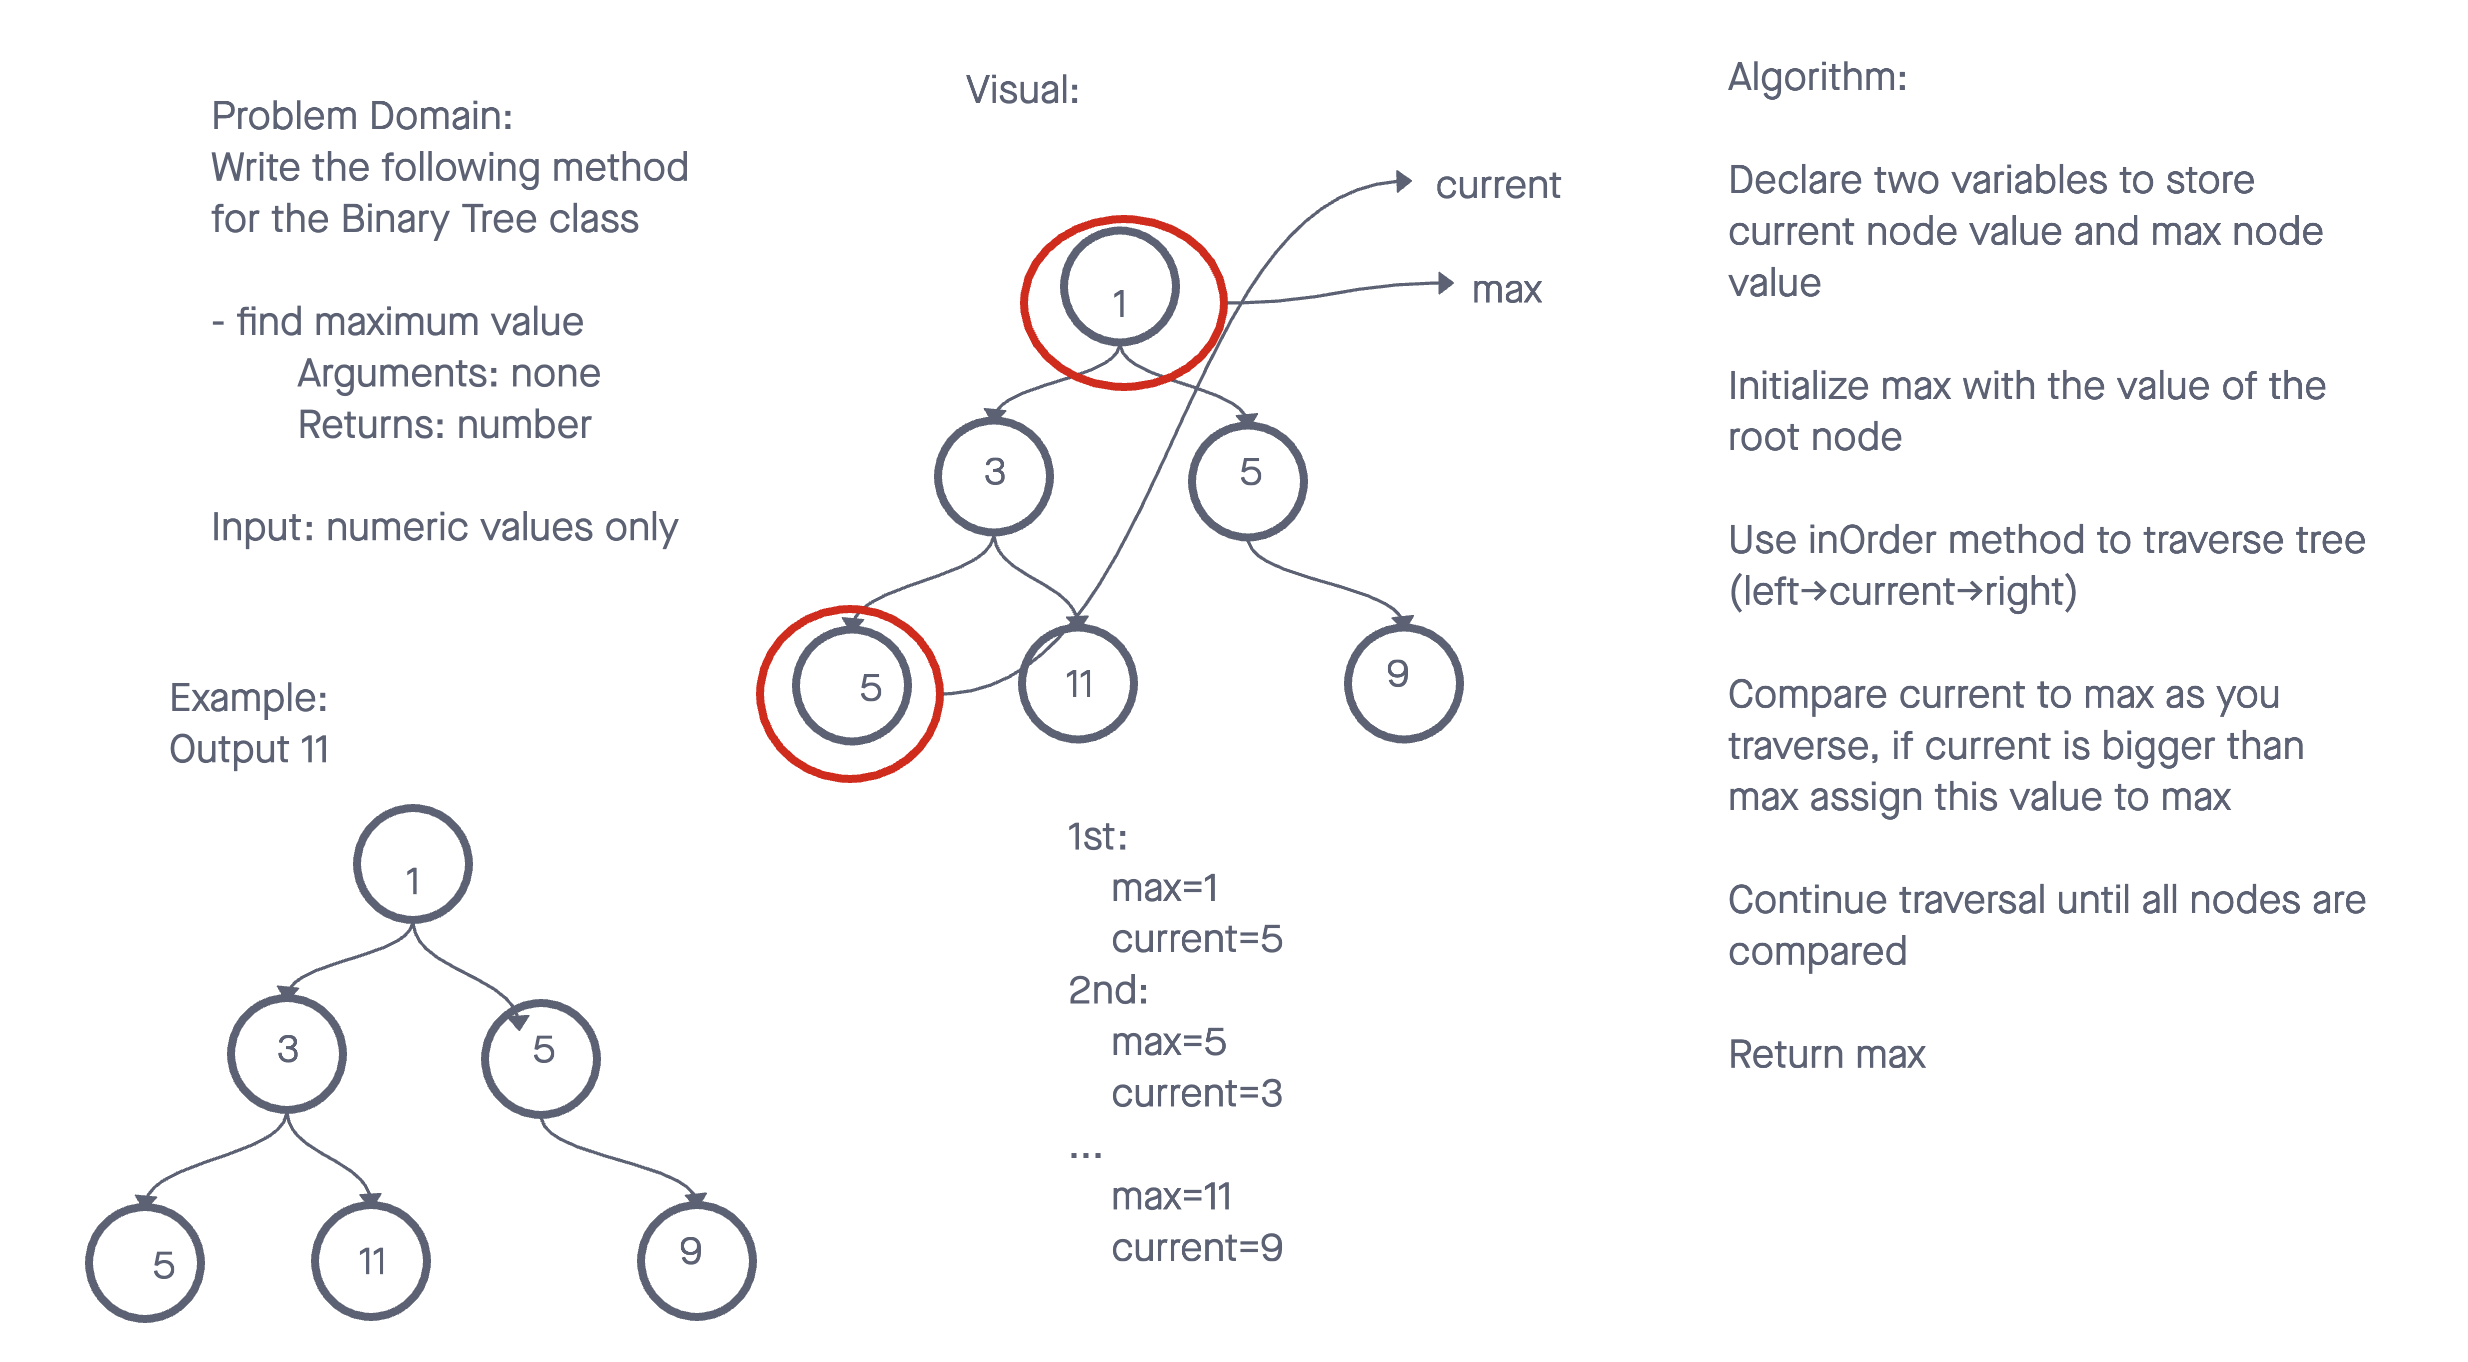 Problem Domain:
Write the following method
for the Binary Tree class
- find maximum value
Arguments: none
Returns: number
Input: numeric values only
Example:
Output 11
1
3
5
5
11
9
Visual:
current
max
1
3
5
5
11
9
1st:
max=1
current=5
2nd:
max=5
current=3
...
max=11
current=9
Algorithm:
Declare two variables to store
current node value and max node
value
Initialize max with the value of the
root node
Use inOrder method to traverse tree
(left→current→right)
Compare current to max as you
traverse, if current is bigger than
max assign this value to max
Continue traversal until all nodes are
compared
Return max